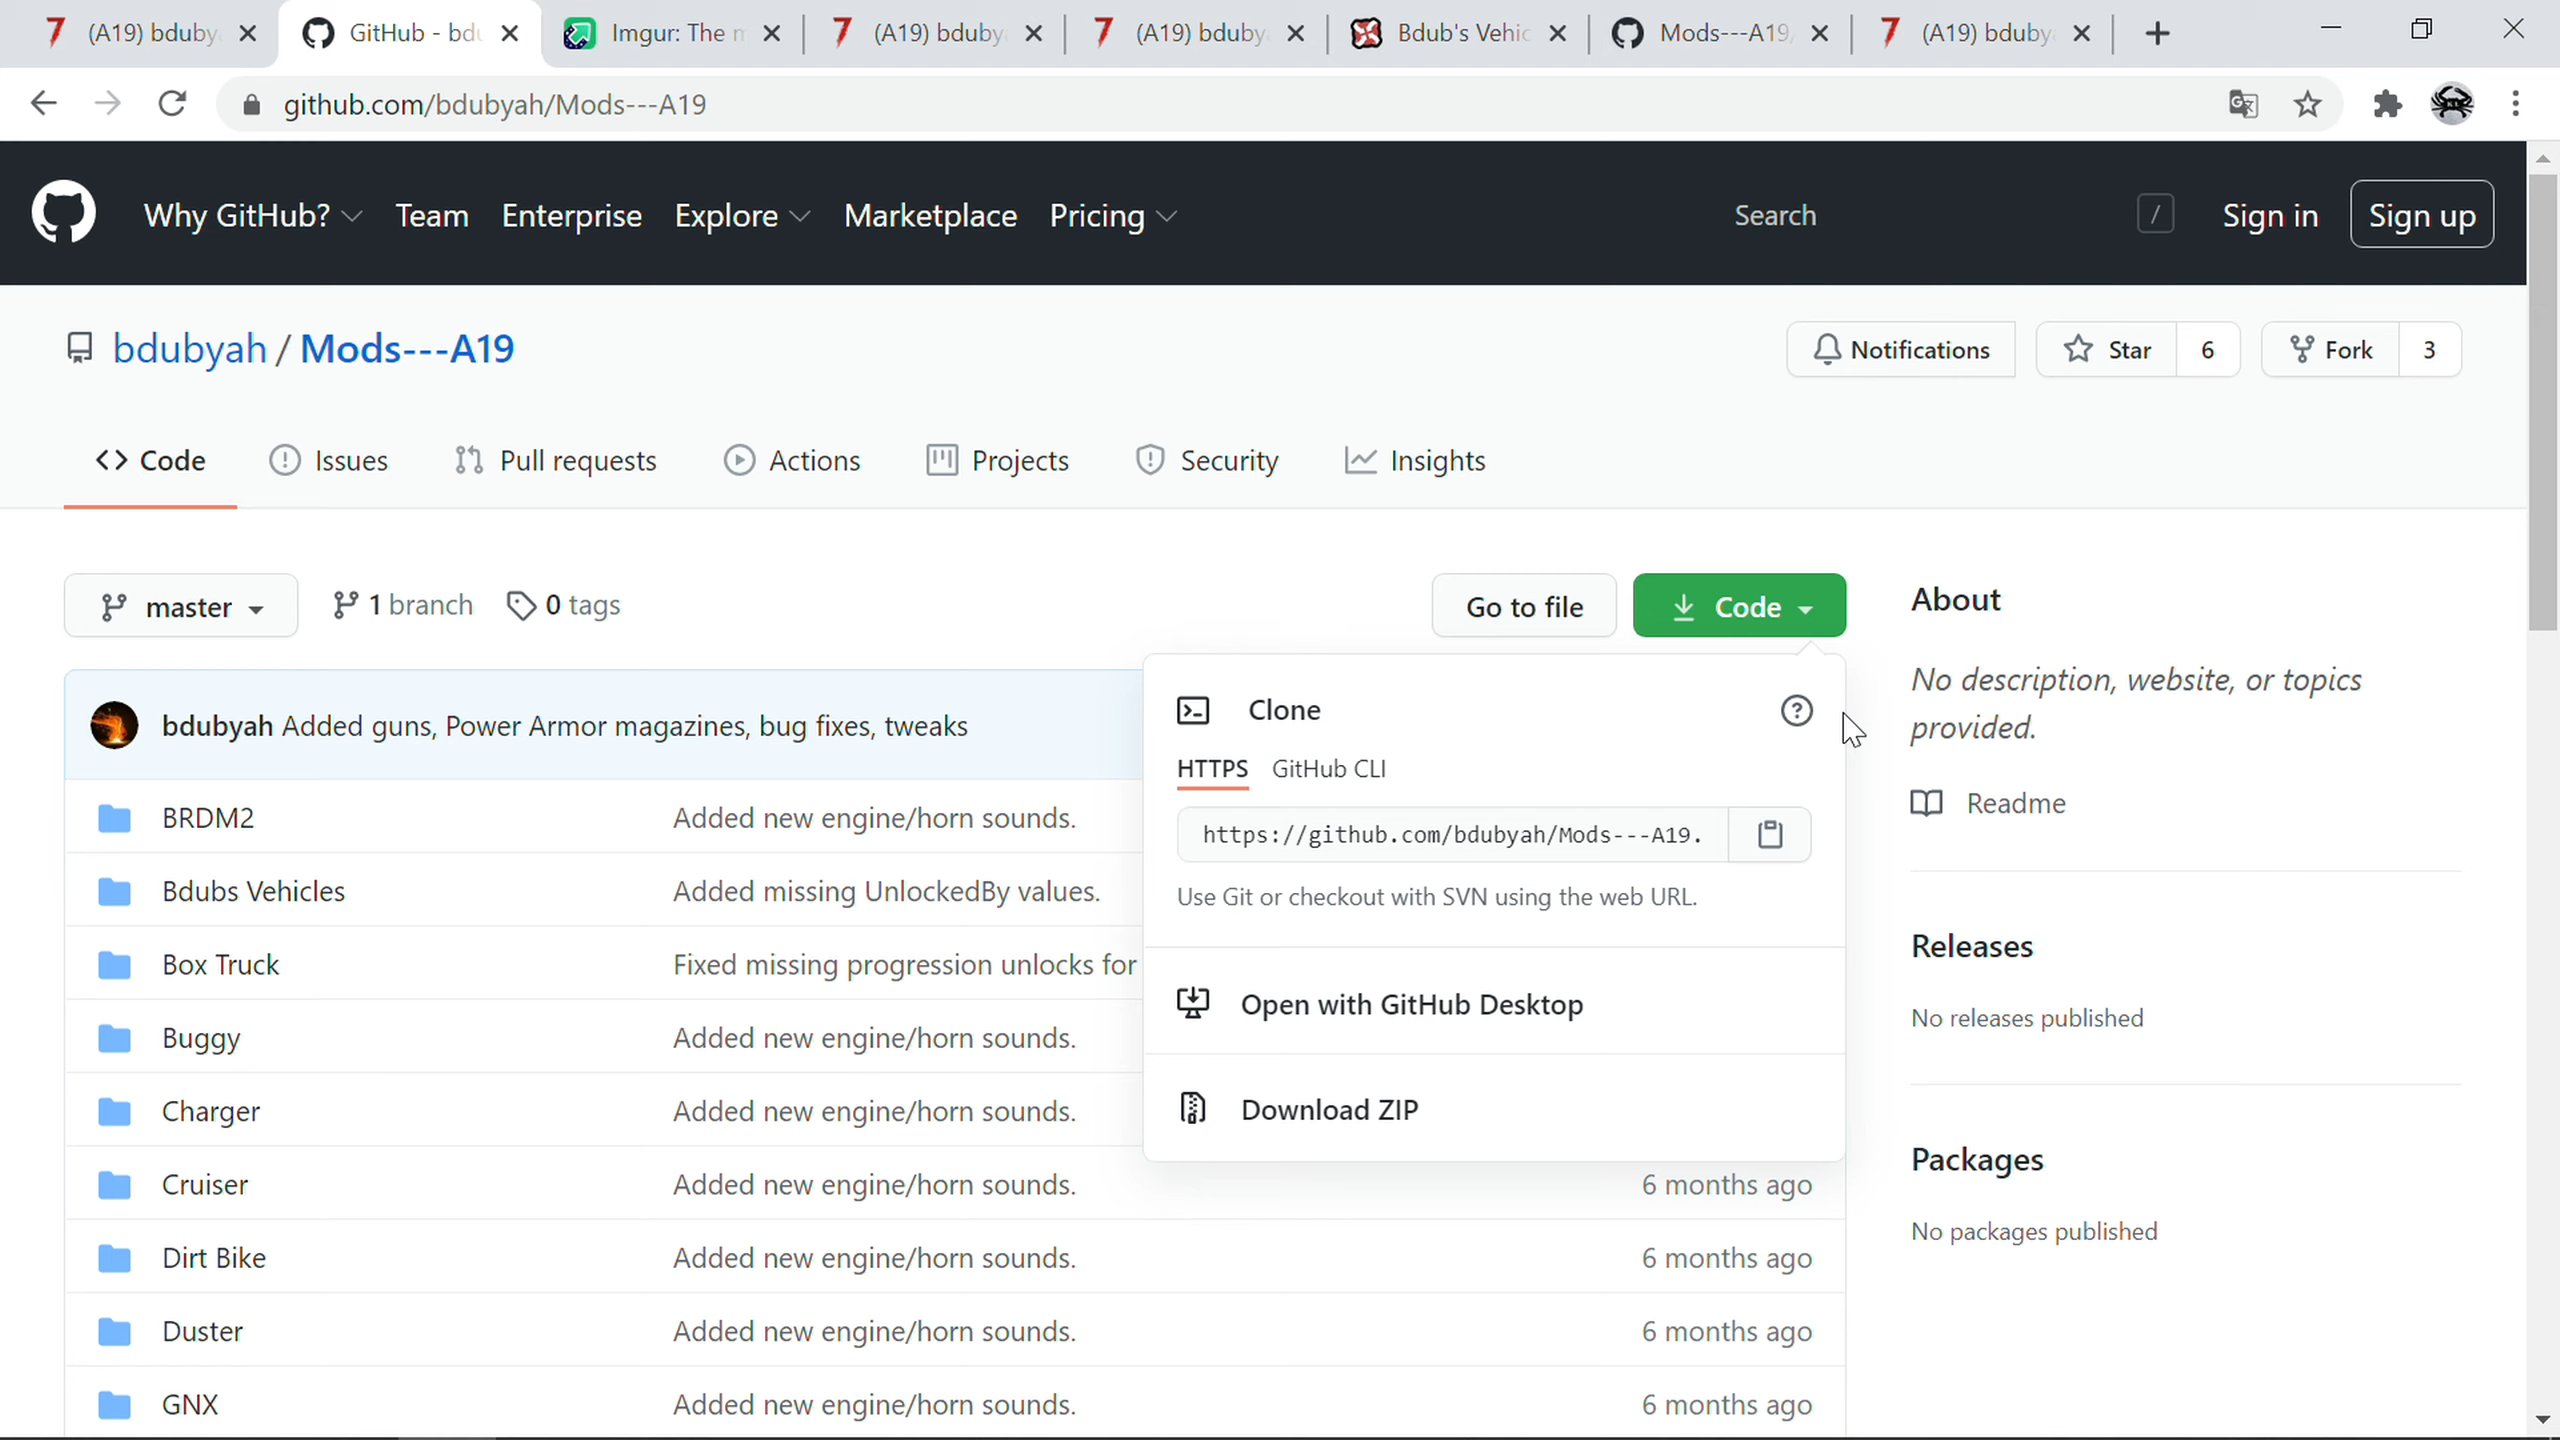 (A19) bduby
GitHub - bdu
Imgur: The m
(A19) bduby
(A19) bduby
Bdub's Vehic
Mods---A19/
(A19) bduby
github.com/bdubyah/Mods---A19
Why GitHub?
Team
Enterprise
Explore
Marketplace
Pricing
Search
/
Sign in
Sign up
bdubyah / Mods---A19
Notifications
Star
6
Fork
3
Code
Issues
Pull requests
Actions
Projects
Security
Insights
master
1 branch
0 tags
Go to file
Code
bdubyah Added guns, Power Armor magazines, bug fixes, tweaks
BRDM2 Added new engine/horn sounds.
Bdubs Vehicles Added missing UnlockedBy values.
Box Truck Fixed missing progression unlocks for
Buggy Added new engine/horn sounds.
Charger Added new engine/horn sounds.
Cruiser Added new engine/horn sounds. 6 months ago
Dirt Bike Added new engine/horn sounds. 6 months ago
Duster Added new engine/horn sounds. 6 months ago
GNX Added new engine/horn sounds. 6 months ago
Clone
HTTPS GitHub CLI
https://github.com/bdubyah/Mods---A19.
Use Git or checkout with SVN using the web URL.
Open with GitHub Desktop
Download ZIP
About
No description, website, or topics
provided.
Readme
Releases
No releases published
Packages
No packages published